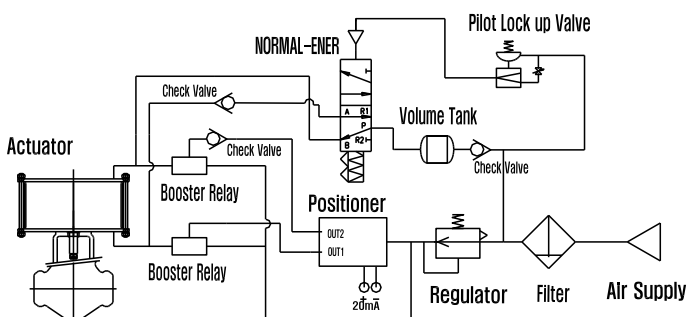 Pilot Lock up Valve
NORMAL-ENER
Check Valve
A R1
P
R2
B
Volume Tank
Check Valve
Check Valve
Actuator
Booster Relay
Positioner
OUT2
OUT1
Booster Relay
20mA
Regulator
Filter
Air Supply